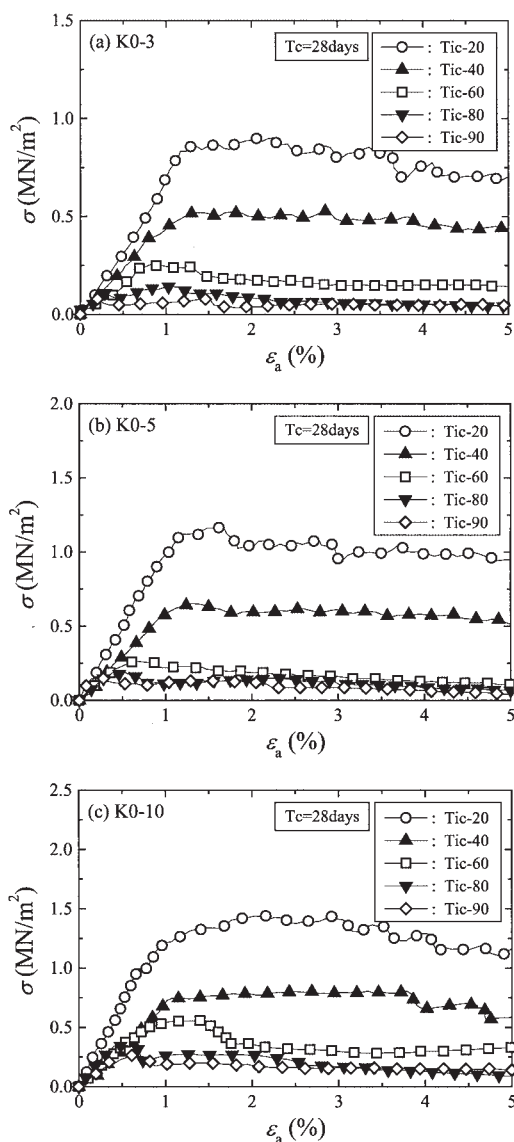 1.5
(a) K0-3
Tc=28days
: Tic-20
: Tic-40
: Tic-60
: Tic-80
: Tic-90
1.0
0.5
0.0
σ (MN/m²)
0 1 2 3 4 5
εa (%)
2.0
(b) K0-5
Tc=28days
: Tic-20
: Tic-40
: Tic-60
: Tic-80
: Tic-90
1.5
1.0
0.5
0.0
σ (MN/m²)
0 1 2 3 4 5
εa (%)
2.5
(c) K0-10
Tc=28days
: Tic-20
: Tic-40
: Tic-60
: Tic-80
: Tic-90
2.0
1.5
1.0
0.5
0.0
σ (MN/m²)
0 1 2 3 4 5
εa (%)